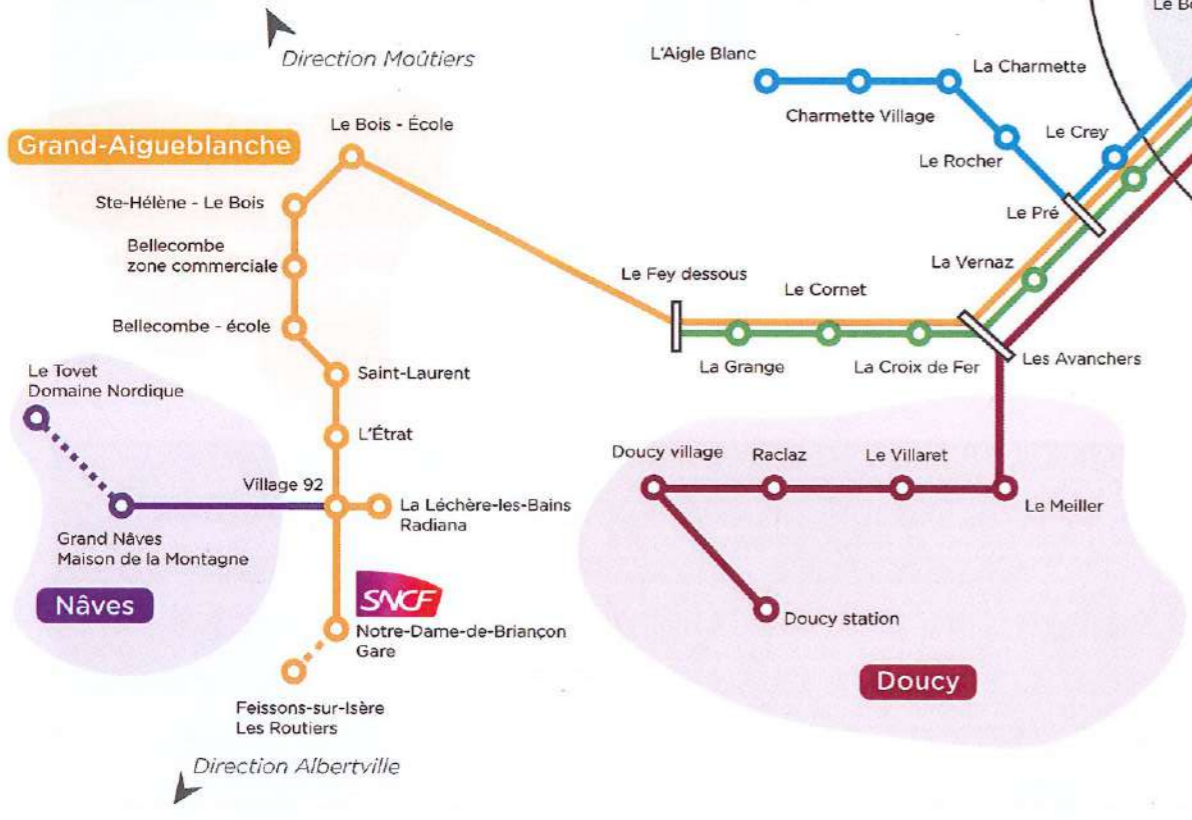 Le Bo
Direction Moûtiers
L'Aigle Blanc
La Charmette
Charmette Village
Le Bois - École
Le Crey
Grand-Aigueblanche
Le Rocher
Ste-Hélène - Le Bois
Le Pré
Bellecombe
zone commerciale
La Vernaz
Le Fey dessous
Le Cornet
Bellecombe - école
Les Avanchers
La Grange
La Croix de Fer
Le Tovet
Domaine Nordique
Saint-Laurent
L'Étrat
Doucy village
Raclaz
Le Villaret
Village 92
La Léchère-les-Bains
Radiana
Le Meiller
Grand Nâves
Maison de la Montagne
Nâves
SNCF
Notre-Dame-de-Briançon
Gare
Doucy station
Doucy
Feissons-sur-Isère
Les Routiers
Direction Albertville